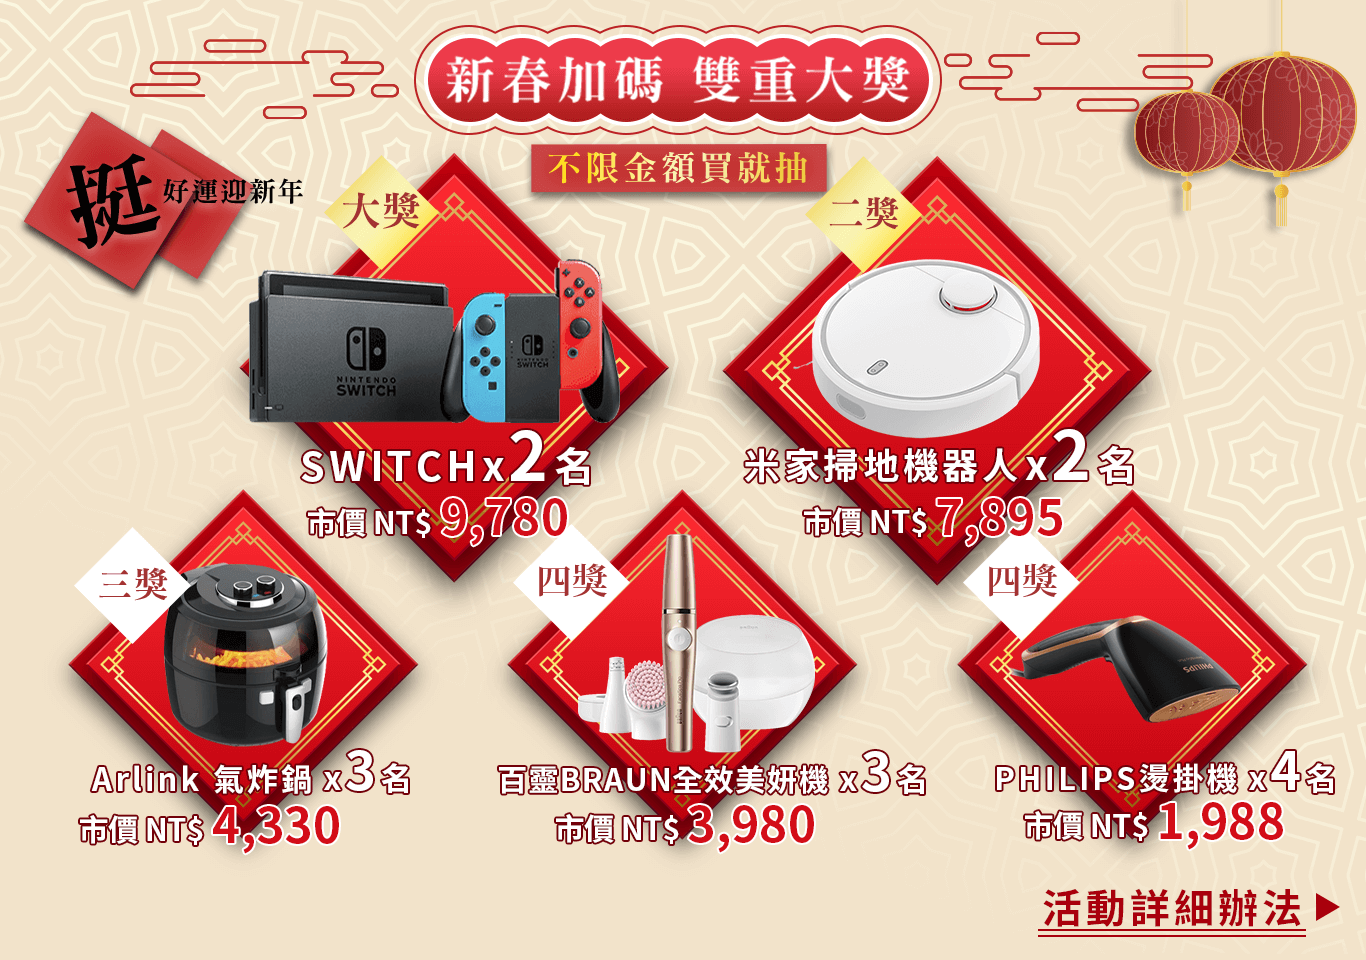 新春加碼 雙重大獎
不限金額買就抽
挺 好運迎新年
大獎
NINTENDO
SWITCH
NINTENDO
SWITCH
SWITCHx2名
市價 NT$ 9,780
二獎
米家掃地機器人x2名
市價 NT$ 7,895
三獎
Arlink 氣炸鍋 x3名
市價 NT$ 4,330
四獎
百靈BRAUN全效美妍機 x3名
市價 NT$ 3,980
四獎
PHILIPS
PHILIPS燙掛機 x4名
市價 NT$ 1,988
活動詳細辦法